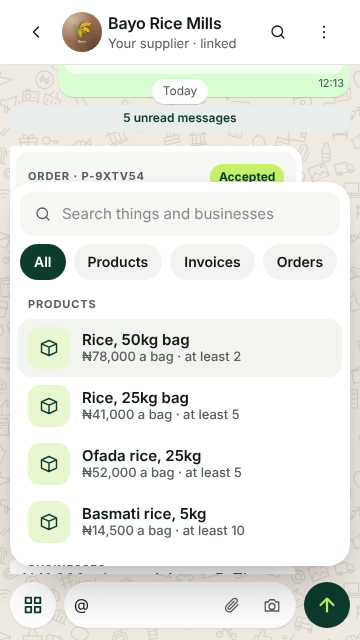 Bayo Rice Mills
Your supplier · linked
12:13
Today
5 unread messages
ORDER · P-9XTV54
Accepted
Search things and businesses
All
Products
Invoices
Orders
PRODUCTS
Rice, 50kg bag
₦78,000 a bag · at least 2
Rice, 25kg bag
₦41,000 a bag · at least 5
Ofada rice, 25kg
₦52,000 a bag · at least 5
Basmati rice, 5kg
₦14,500 a bag · at least 10
@